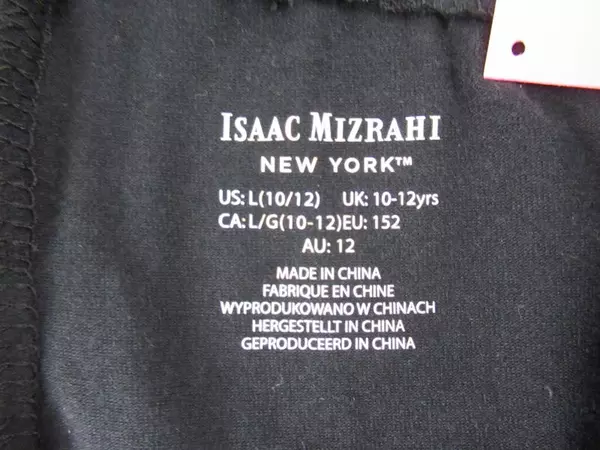 ISAAC MIZRAHI
NEW YORK™
US: L(10/12) UK: 10-12yrs
CA: L/G(10-12)EU: 152
AU: 12
MADE IN CHINA
FABRIQUE EN CHINE
WYPRODUKOWANO W CHINACH
HERGESTELLT IN CHINA
GEPRODUCEERD IN CHINA